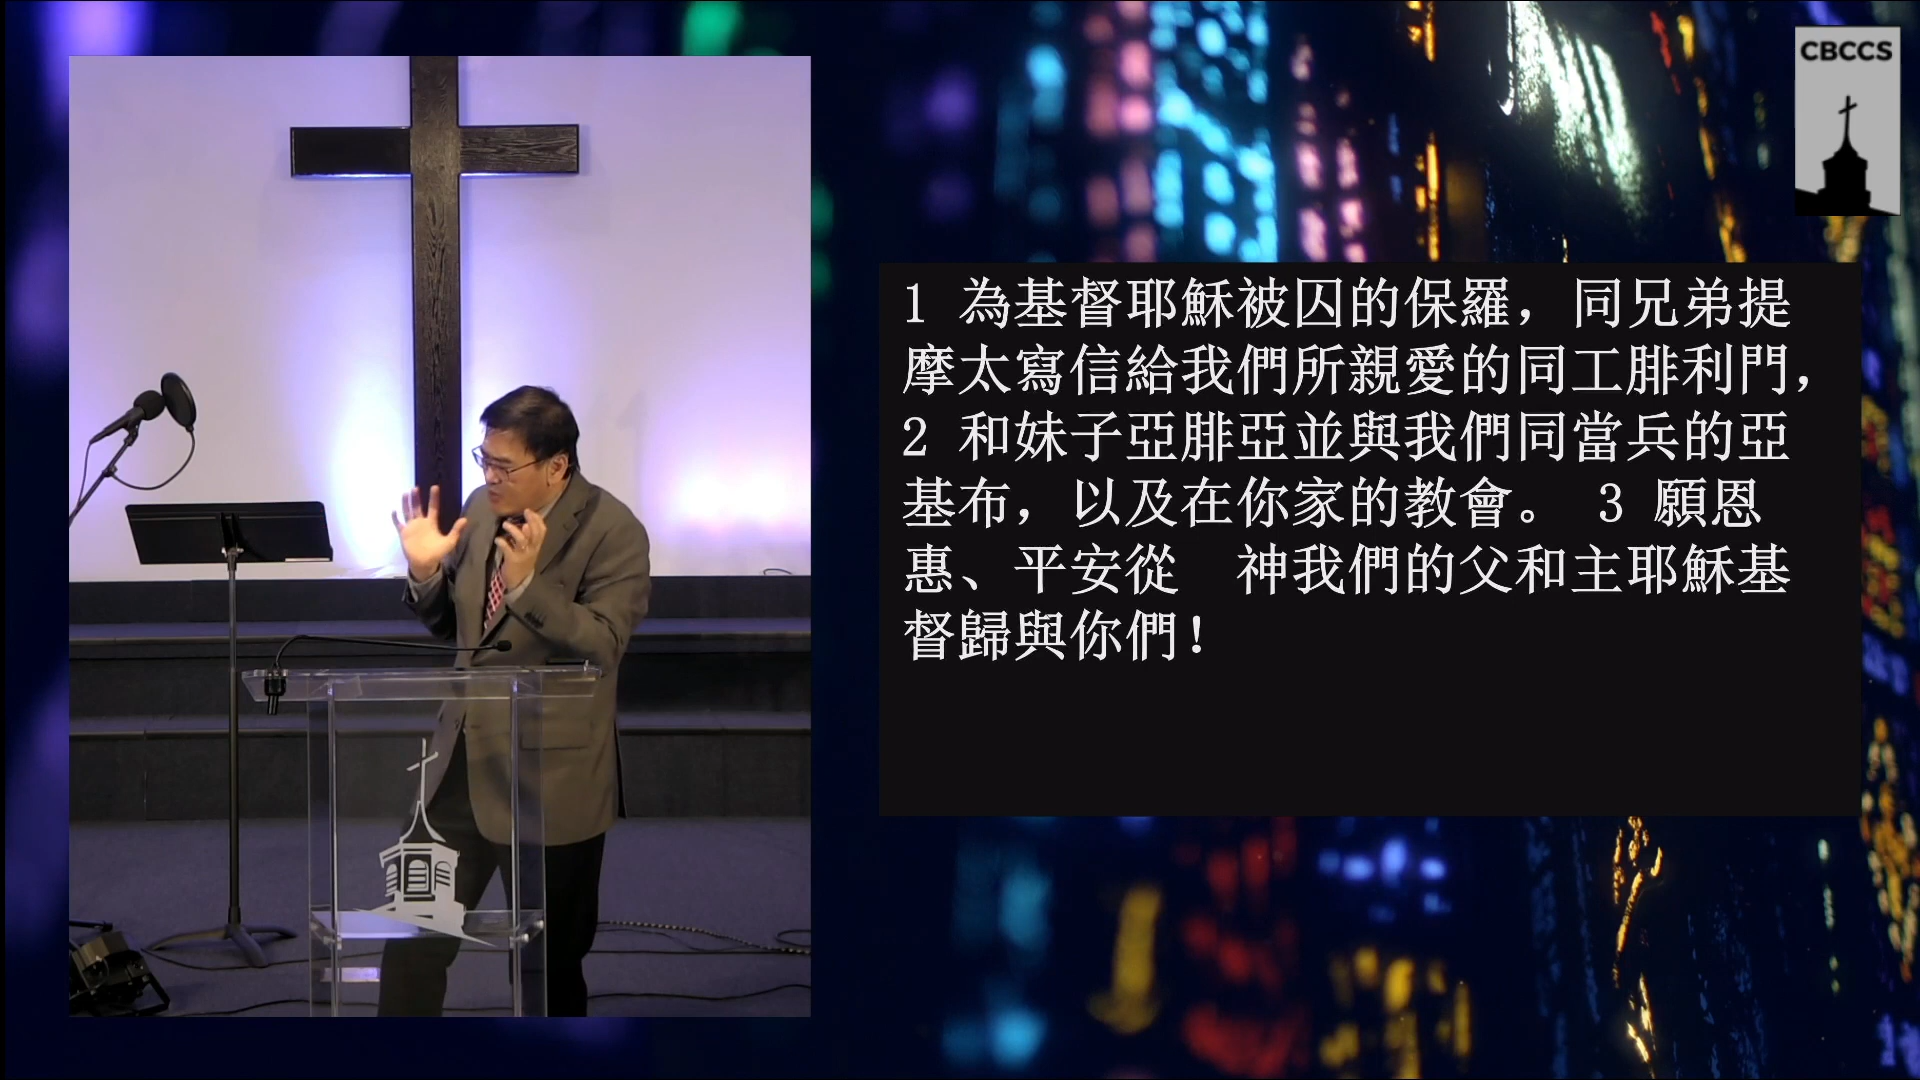 CBCCS
1 為基督耶穌被囚的保羅，同兄弟提
摩太寫信給我們所親愛的同工腓利門，
2 和妹子亞腓亞並與我們同當兵的亞
基布，以及在你家的教會。 3 願恩
惠、平安從　神我們的父和主耶穌基
督歸與你們！